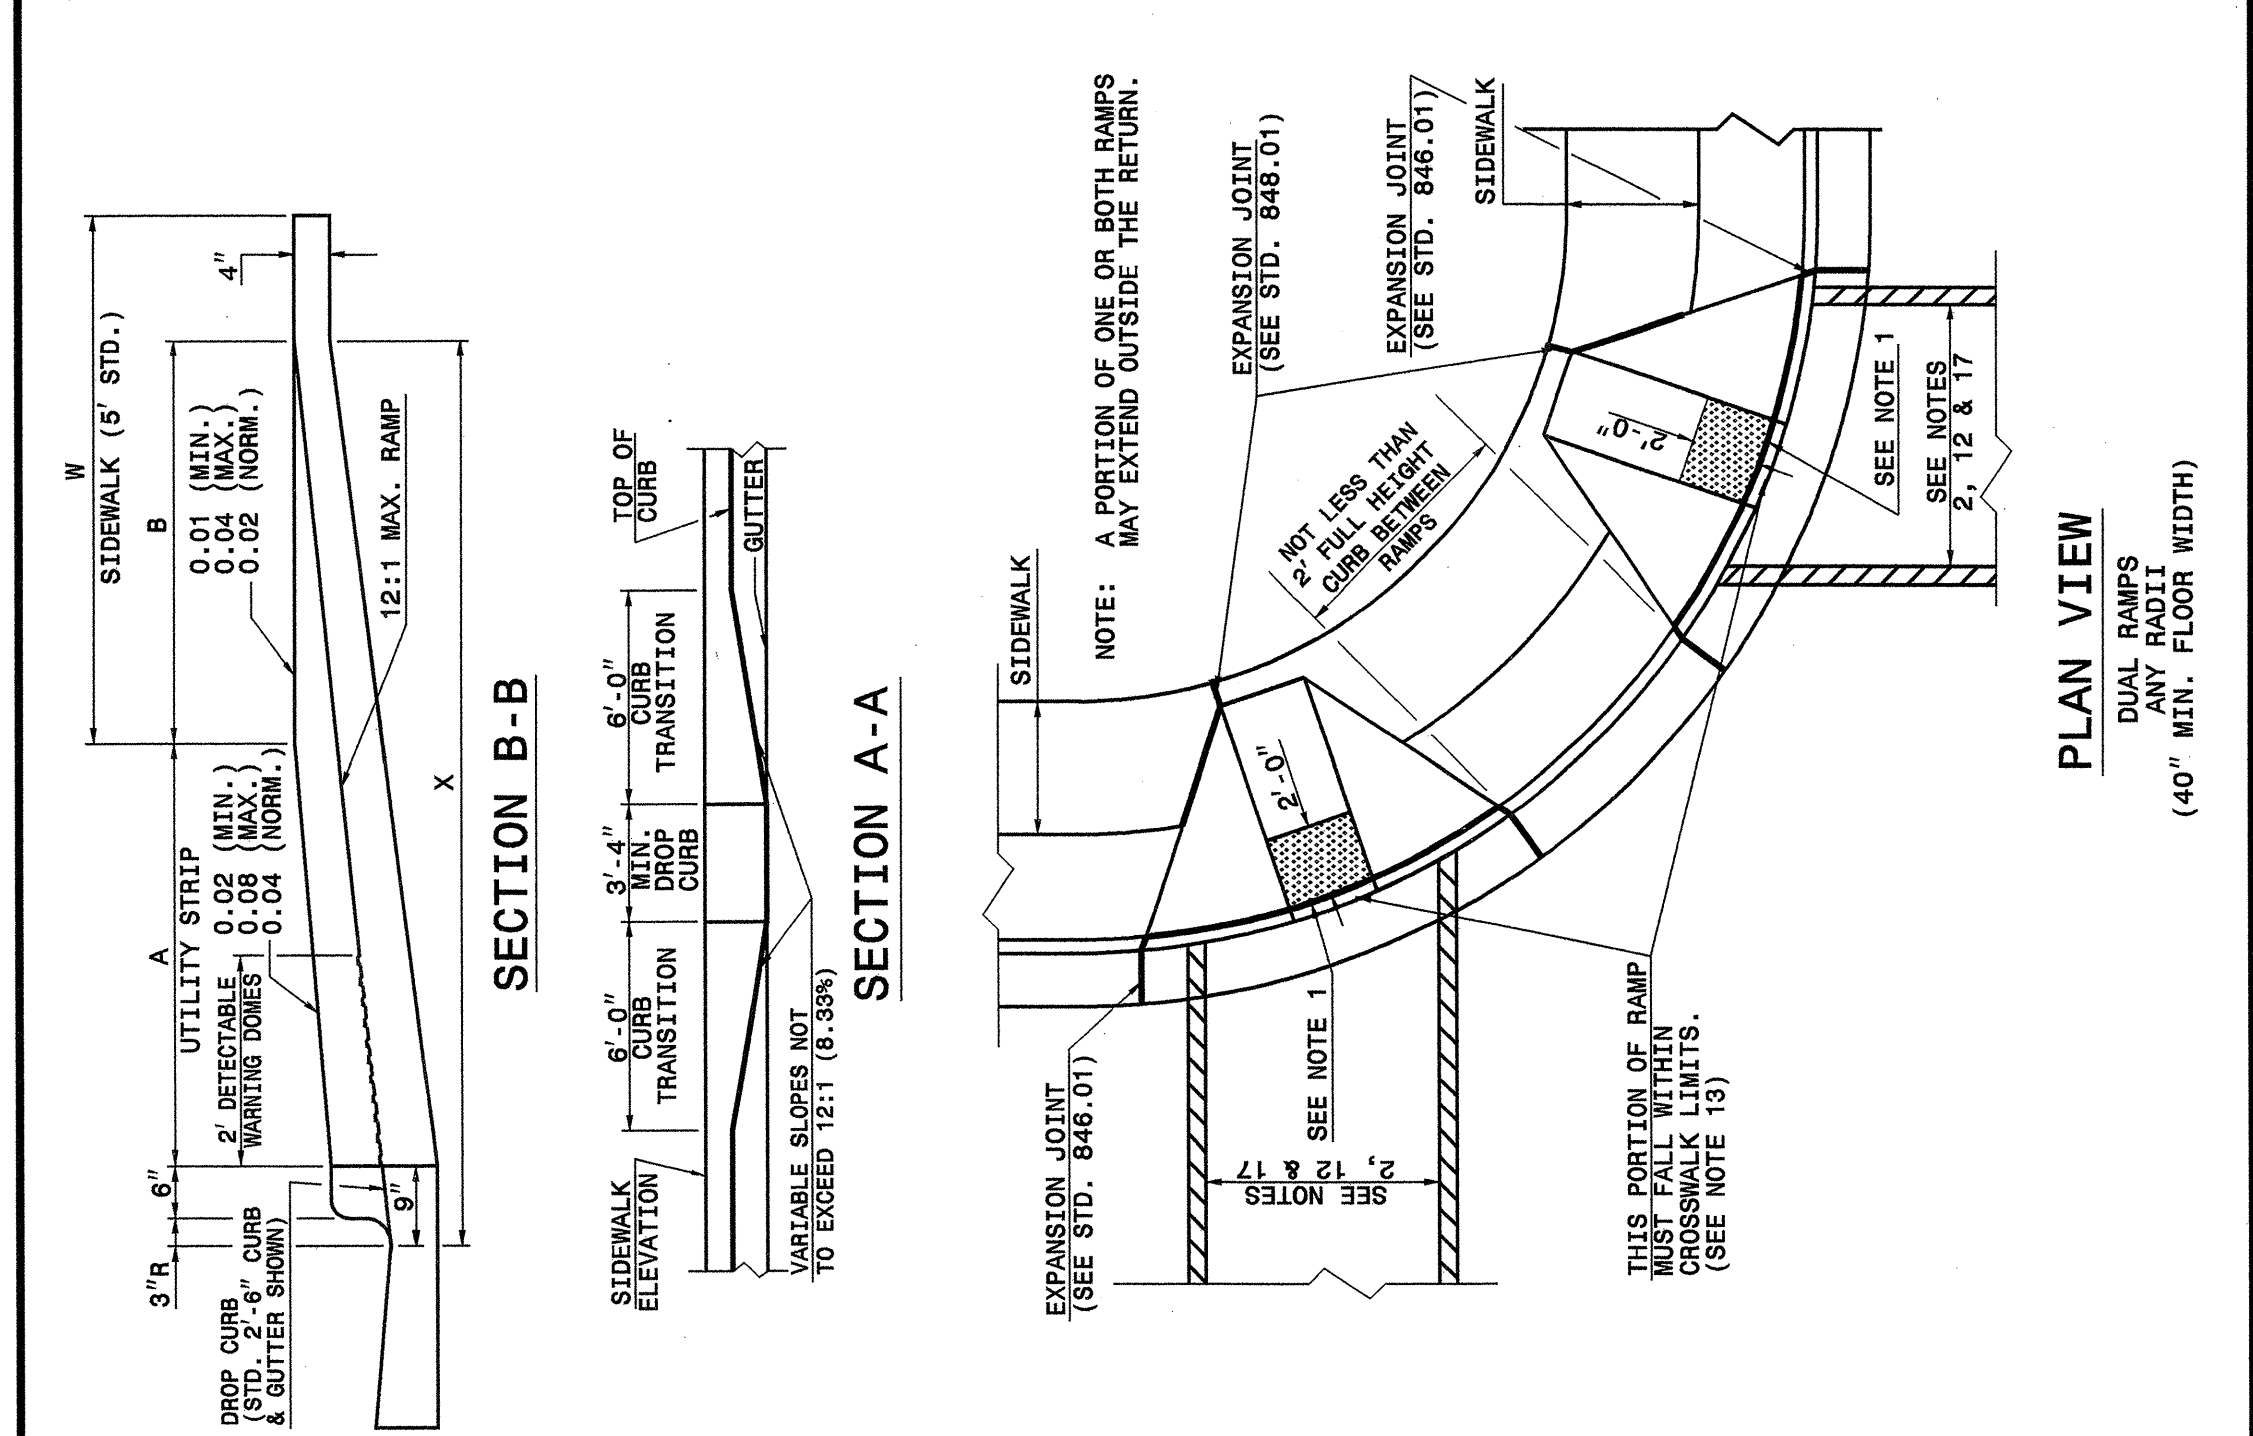 W
SIDEWALK (5' STD.)
B
0.01 (MIN.)
0.04 (MAX.)
0.02 (NORM.)
4"
12:1 MAX. RAMP
A
UTILITY STRIP
0.02 (MIN.)
0.08 (MAX.)
0.04 (NORM.)
2' DETECTABLE
WARNING DOMES
X
6"
3"R
9"
DROP CURB
(STD. 2'-6" CURB
& GUTTER SHOWN)
SECTION B-B
TOP OF
CURB
GUTTER
6'-0"
CURB
TRANSITION
3'-4"
MIN.
DROP
CURB
6'-0"
CURB
TRANSITION
SIDEWALK
ELEVATION
VARIABLE SLOPES NOT
TO EXCEED 12:1 (8.33%)
SECTION A-A
NOTE: A PORTION OF ONE OR BOTH RAMPS
MAY EXTEND OUTSIDE THE RETURN.
SIDEWALK
EXPANSION JOINT
(SEE STD. 848.01)
EXPANSION JOINT
(SEE STD. 846.01)
SIDEWALK
NOT LESS THAN
2' FULL HEIGHT
CURB BETWEEN
RAMPS
2'-0"
2'-0"
SEE NOTE 1
SEE NOTES
2, 12 & 17
EXPANSION JOINT
(SEE STD. 846.01)
SEE NOTE 1
SEE NOTES
2, 12 & 17
THIS PORTION OF RAMP
MUST FALL WITHIN
CROSSWALK LIMITS.
(SEE NOTE 13)
PLAN VIEW
DUAL RAMPS
ANY RADII
(40" MIN. FLOOR WIDTH)